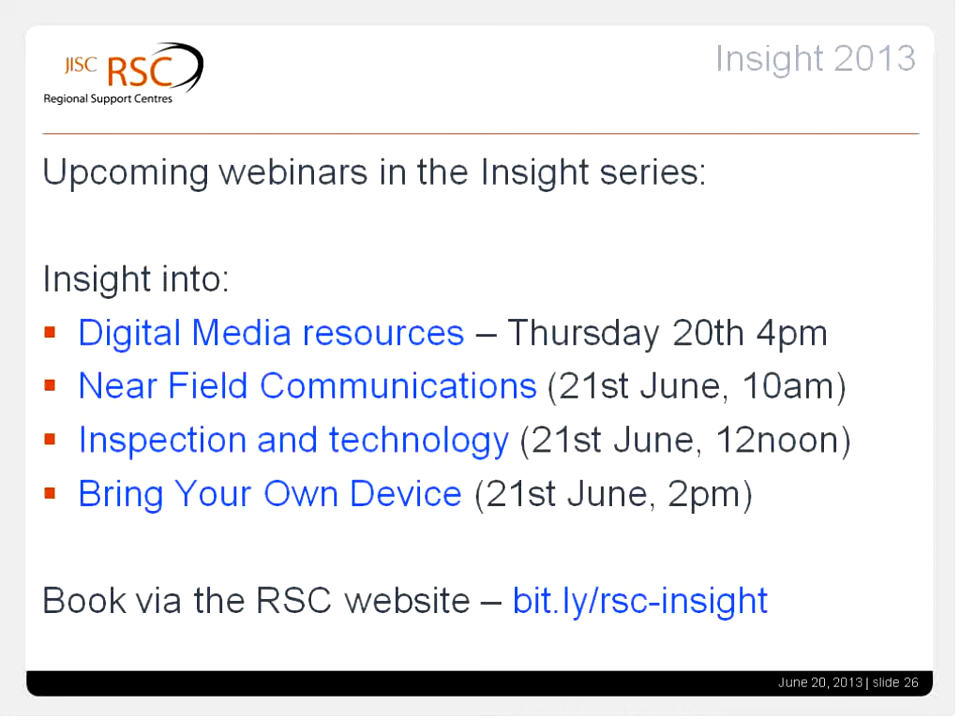 JISC RSC
Regional Support Centres
Insight 2013
Upcoming webinars in the Insight series:
Insight into:
Digital Media resources – Thursday 20th 4pm
Near Field Communications (21st June, 10am)
Inspection and technology (21st June, 12noon)
Bring Your Own Device (21st June, 2pm)
Book via the RSC website – bit.ly/rsc-insight
June 20, 2013 | slide 26